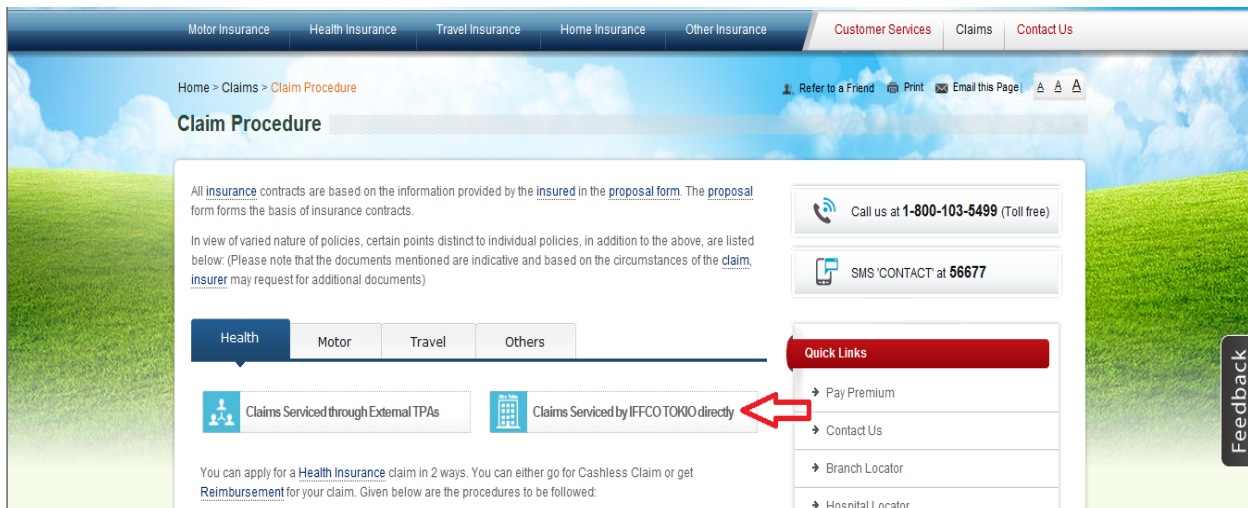 Motor Insurance Health Insurance Travel Insurance Home Insurance Other Insurance Customer Services Claims Contact Us
Home > Claims > Claim Procedure
Refer to a Friend Print Email this Page | A A A
Claim Procedure
All insurance contracts are based on the information provided by the insured in the proposal form. The proposal
form forms the basis of insurance contracts.
In view of varied nature of policies, certain points distinct to individual policies, in addition to the above, are listed
below: (Please note that the documents mentioned are indicative and based on the circumstances of the claim,
insurer may request for additional documents)
Health Motor Travel Others
Claims Serviced through External TPAs
Claims Serviced by IFFCO TOKIO directly
You can apply for a Health Insurance claim in 2 ways. You can either go for Cashless Claim or get
Reimbursement for your claim. Given below are the procedures to be followed:
Call us at 1-800-103-5499 (Toll free)
SMS 'CONTACT' at 56677
Quick Links
Pay Premium
Contact Us
Branch Locator
Hospital Locator
Feedback